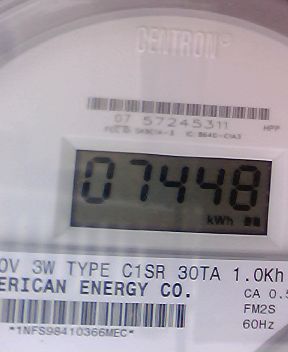 CENTRON®
07 57245311
HPP
07448
kWh
0V 3W TYPE C1SR 30TA 1.0Kh
ERICAN ENERGY CO.
CA 0.5
FM2S
*1NFS98410366MEC*
60Hz